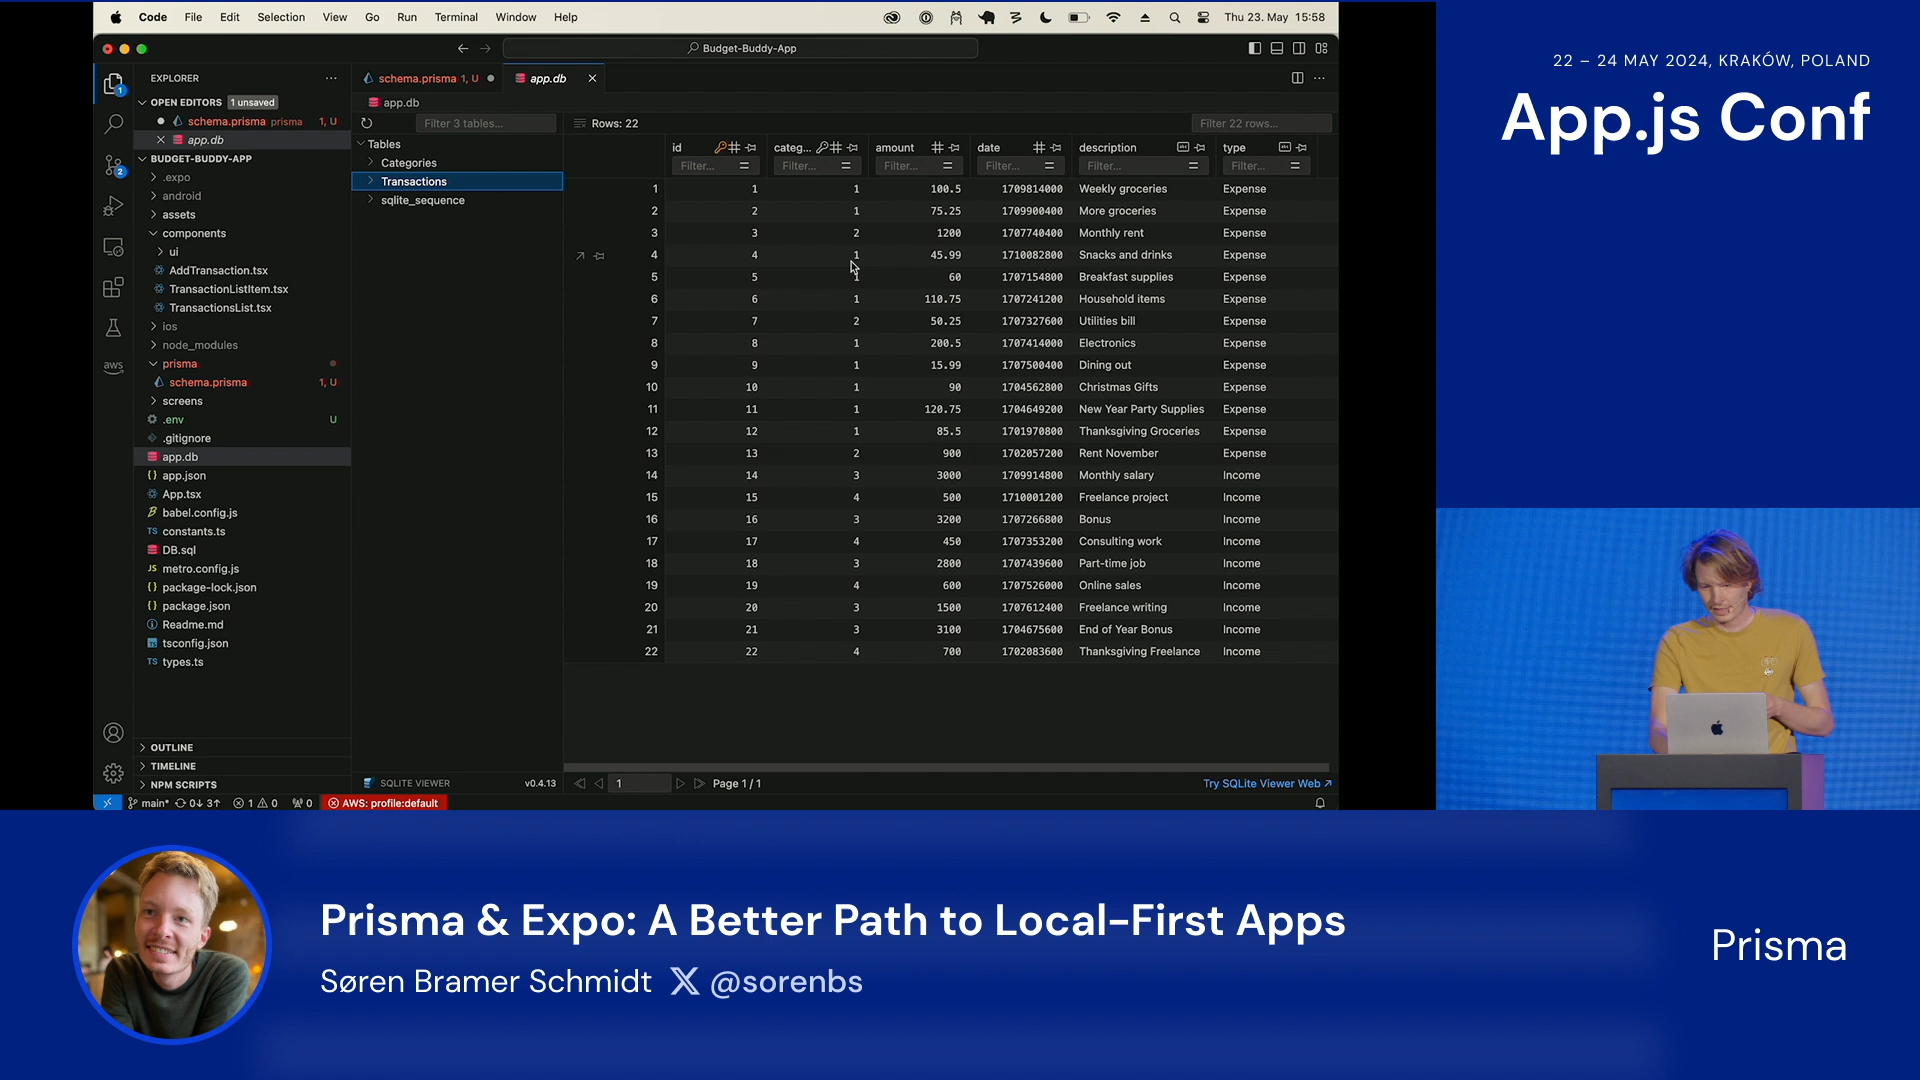 Code File Edit Selection View Go Run Terminal Window Help Thu 23. May 15:58
Budget-Buddy-App
EXPLORER
OPEN EDITORS 1 unsaved
schema.prisma prisma 1, U
app.db
BUDGET-BUDDY-APP
.expo
android
assets
components
ui
AddTransaction.tsx
TransactionListItem.tsx
TransactionsList.tsx
ios
node_modules
prisma
schema.prisma 1, U
screens
.env U
.gitignore
app.db
app.json
App.tsx
babel.config.js
constants.ts
DB.sql
metro.config.js
package-lock.json
package.json
Readme.md
tsconfig.json
types.ts
OUTLINE
TIMELINE
NPM SCRIPTS
aws
1
2
schema.prisma 1, U app.db
app.db
Filter 3 tables...
Tables
Categories
Transactions
sqlite_sequence
SQLITE VIEWER v0.4.13
Rows: 22 Filter 22 rows...
id categ... amount date description type
Filter... Filter... Filter... Filter... Filter... Filter...
1 1 1 100.5 1709814000 Weekly groceries Expense
2 2 1 75.25 1709900400 More groceries Expense
3 3 2 1200 1707740400 Monthly rent Expense
4 4 1 45.99 1710082800 Snacks and drinks Expense
5 5 1 60 1707154800 Breakfast supplies Expense
6 6 1 110.75 1707241200 Household items Expense
7 7 2 50.25 1707327600 Utilities bill Expense
8 8 1 200.5 1707414000 Electronics Expense
9 9 1 15.99 1707500400 Dining out Expense
10 10 1 90 1704562800 Christmas Gifts Expense
11 11 1 120.75 1704649200 New Year Party Supplies Expense
12 12 1 85.5 1701970800 Thanksgiving Groceries Expense
13 13 2 900 1702057200 Rent November Expense
14 14 3 3000 1709914800 Monthly salary Income
15 15 4 500 1710001200 Freelance project Income
16 16 3 3200 1707266800 Bonus Income
17 17 4 450 1707353200 Consulting work Income
18 18 3 2800 1707439600 Part-time job Income
19 19 4 600 1707526000 Online sales Income
20 20 3 1500 1707612400 Freelance writing Income
21 21 3 3100 1704675600 End of Year Bonus Income
22 22 4 700 1702083600 Thanksgiving Freelance Income
1 Page 1 / 1 Try SQLite Viewer Web
main* 0↓ 3↑ 1 0 0 AWS: profile:default
22 – 24 MAY 2024, KRAKÓW, POLAND
App.js Conf
Prisma & Expo: A Better Path to Local-First Apps
Søren Bramer Schmidt X @sorenbs
Prisma